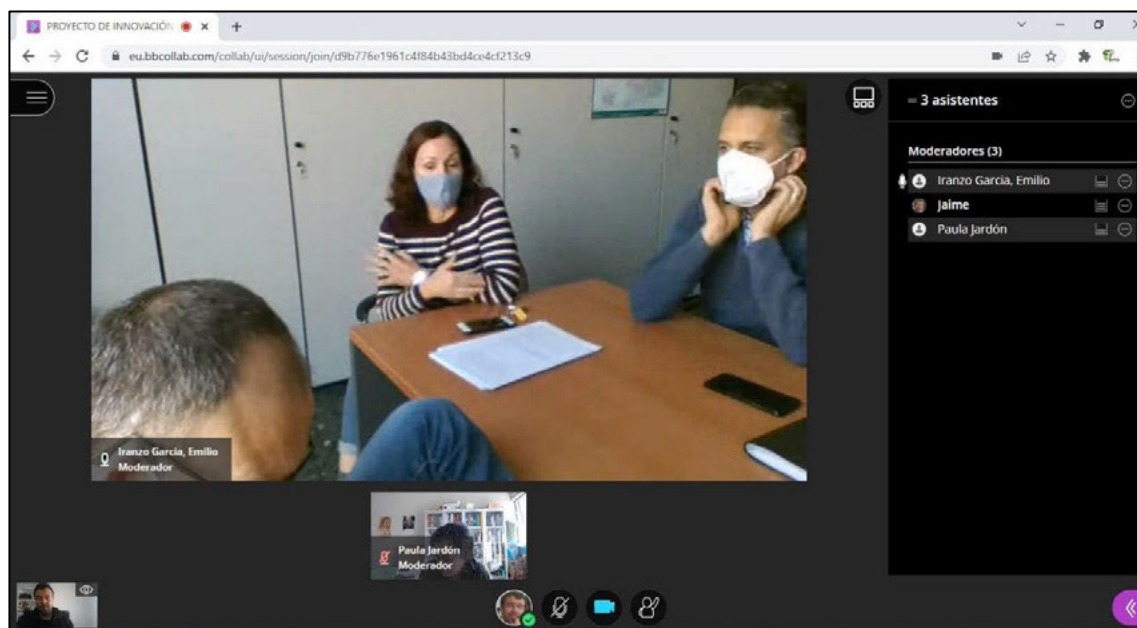 PROYECTO DE INNOVACIÓN
eu.bbcollab.com/collab/ui/session/join/d9b776e1961c4f84b43bd4ce4cf213c9
3 asistentes
Moderadores (3)
Iranzo Garcia, Emilio
Jaime
Paula Jardón
Iranzo Garcia, Emilio
Moderador
Paula Jardón
Moderador